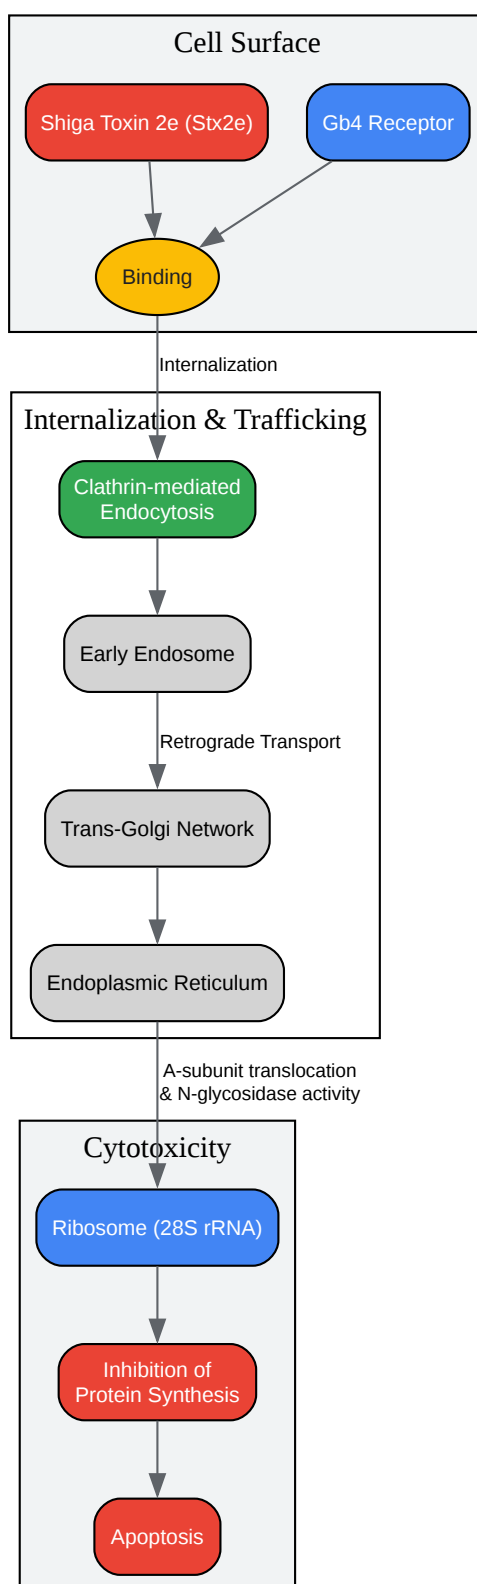 Cell Surface
Shiga Toxin 2e (Stx2e)
Gb4 Receptor
Binding
Internalization
Internalization & Trafficking
Clathrin-mediated
Endocytosis
Early Endosome
Retrograde Transport
Trans-Golgi Network
Endoplasmic Reticulum
A-subunit translocation
& N-glycosidase activity
Cytotoxicity
Ribosome (28S rRNA)
Inhibition of
Protein Synthesis
Apoptosis